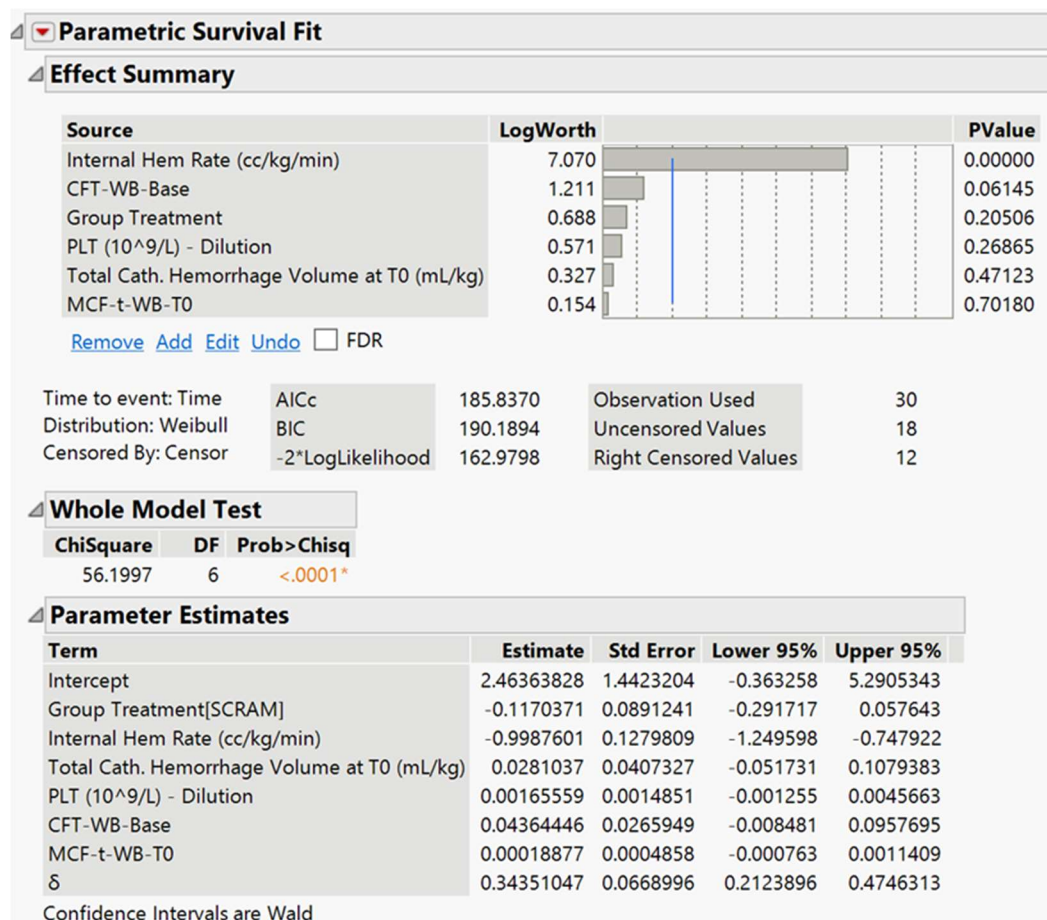 Parametric Survival Fit
Effect Summary
Source LogWorth PValue
Internal Hem Rate (cc/kg/min) 7.070 0.00000
CFT-WB-Base 1.211 0.06145
Group Treatment 0.688 0.20506
PLT (10^9/L) - Dilution 0.571 0.26865
Total Cath. Hemorrhage Volume at T0 (mL/kg) 0.327 0.47123
MCF-t-WB-T0 0.154 0.70180
Remove Add Edit Undo FDR
Time to event: Time AICc 185.8370 Observation Used 30
Distribution: Weibull BIC 190.1894 Uncensored Values 18
Censored By: Censor -2*LogLikelihood 162.9798 Right Censored Values 12
Whole Model Test
ChiSquare DF Prob>Chisq
56.1997 6 <.0001*
Parameter Estimates
Term Estimate Std Error Lower 95% Upper 95%
Intercept 2.46363828 1.4423204 -0.363258 5.2905343
Group Treatment[SCRAM] -0.1170371 0.0891241 -0.291717 0.057643
Internal Hem Rate (cc/kg/min) -0.9987601 0.1279809 -1.249598 -0.747922
Total Cath. Hemorrhage Volume at T0 (mL/kg) 0.0281037 0.0407327 -0.051731 0.1079383
PLT (10^9/L) - Dilution 0.00165559 0.0014851 -0.001255 0.0045663
CFT-WB-Base 0.04364446 0.0265949 -0.008481 0.0957695
MCF-t-WB-T0 0.00018877 0.0004858 -0.000763 0.0011409
δ 0.34351047 0.0668996 0.2123896 0.4746313
Confidence Intervals are Wald